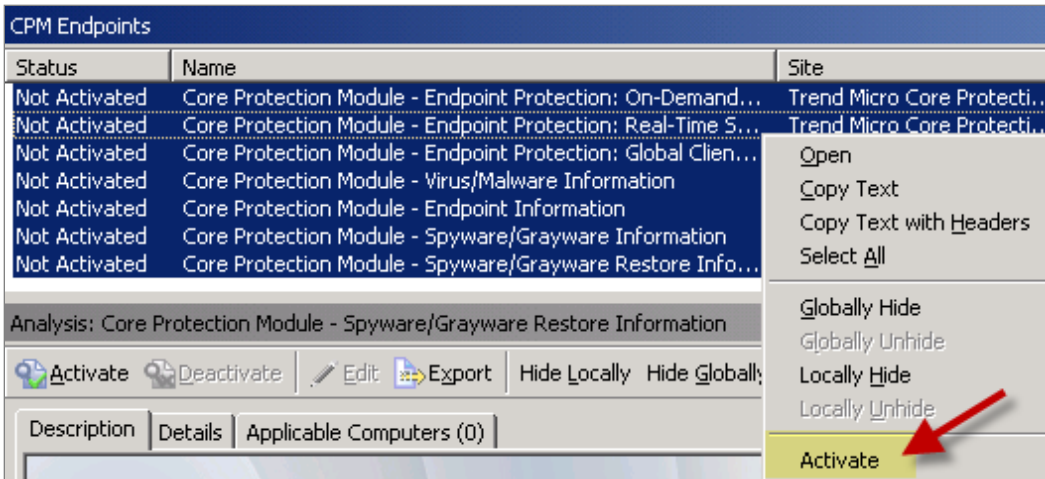 CPM Endpoints
Status Name Site
Not Activated Core Protection Module - Endpoint Protection: On-Demand... Trend Micro Core Protecti...
Not Activated Core Protection Module - Endpoint Protection: Real-Time S... Trend Micro Core Protecti...
Not Activated Core Protection Module - Endpoint Protection: Global Clien...
Not Activated Core Protection Module - Virus/Malware Information
Not Activated Core Protection Module - Endpoint Information
Not Activated Core Protection Module - Spyware/Grayware Information
Not Activated Core Protection Module - Spyware/Grayware Restore Info...
Open
Copy Text
Copy Text with Headers
Select All
Globally Hide
Globally Unhide
Locally Hide
Locally Unhide
Activate
Analysis: Core Protection Module - Spyware/Grayware Restore Information
Activate Deactivate Edit Export Hide Locally Hide Globally
Description Details Applicable Computers (0)